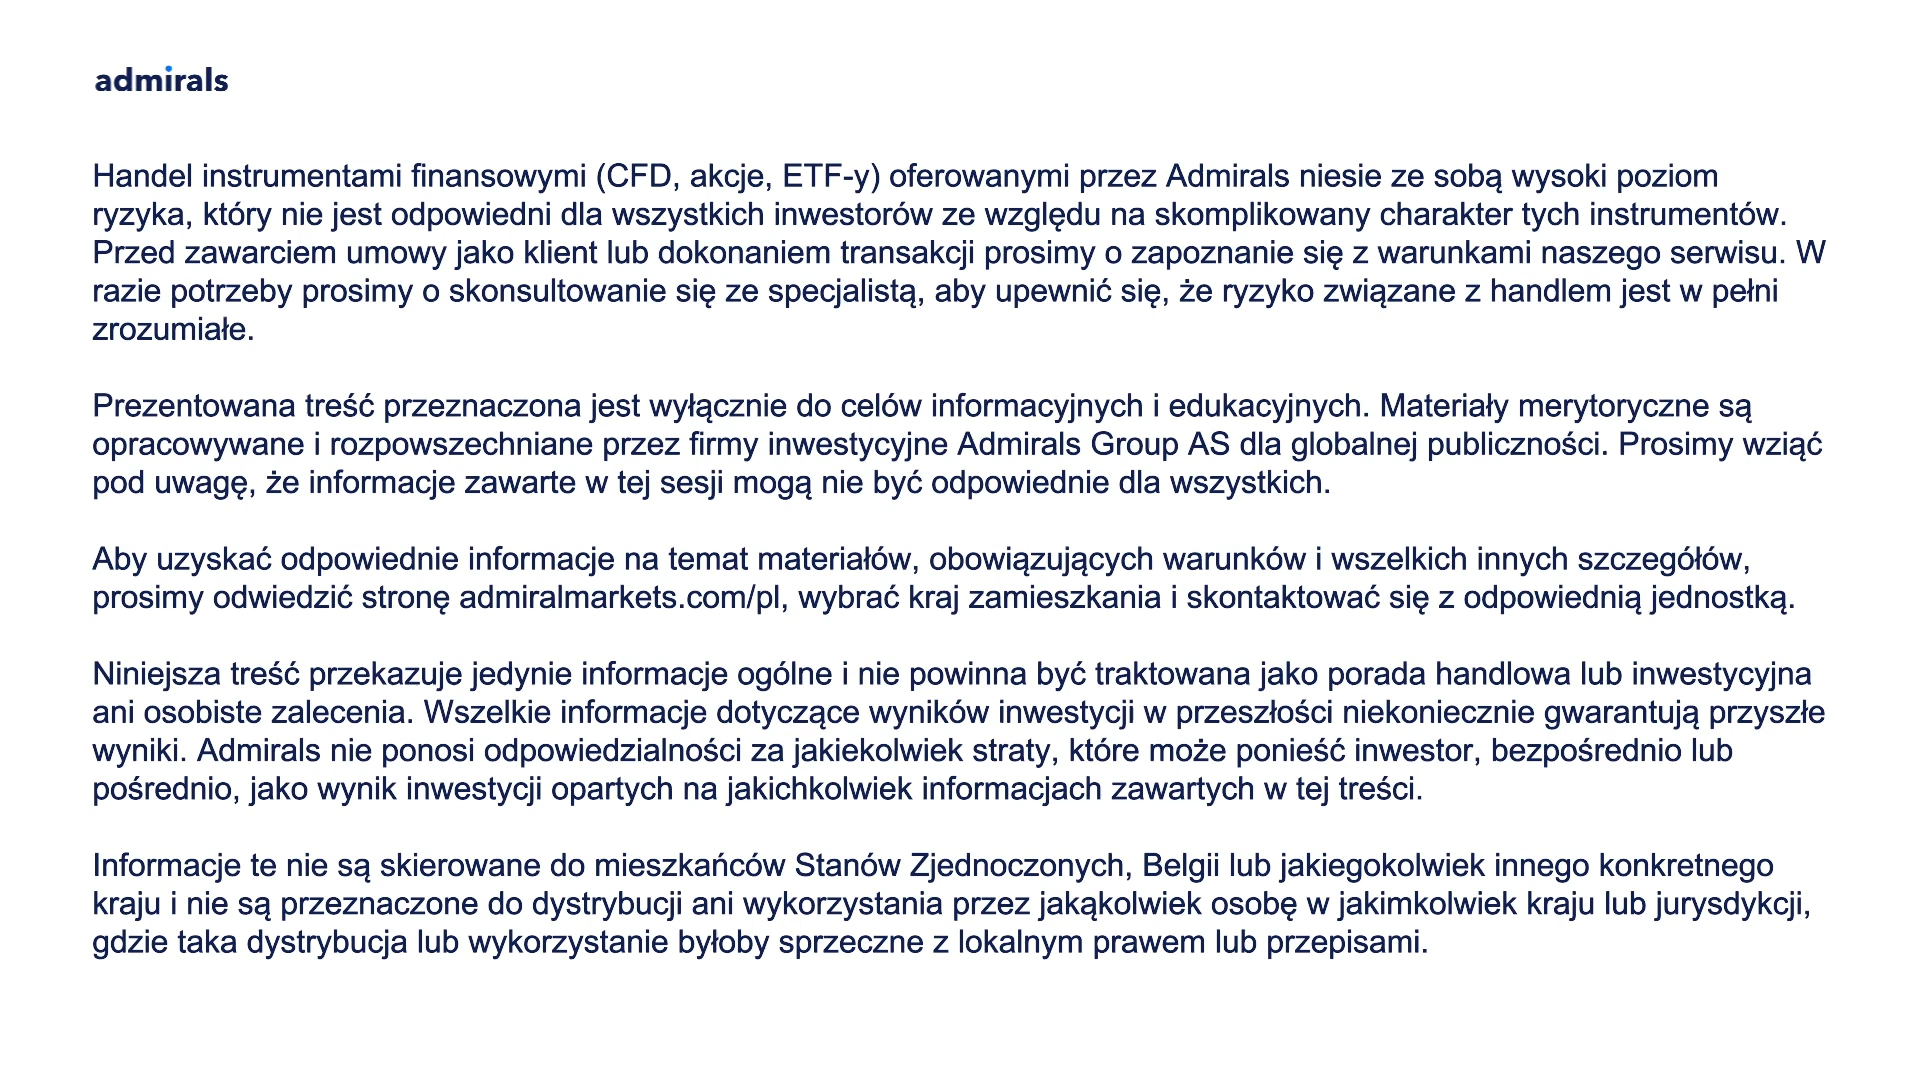 admirals
Handel instrumentami finansowymi (CFD, akcje, ETF-y) oferowanymi przez Admirals niesie ze sobą wysoki poziom
ryzyka, który nie jest odpowiedni dla wszystkich inwestorów ze względu na skomplikowany charakter tych instrumentów.
Przed zawarciem umowy jako klient lub dokonaniem transakcji prosimy o zapoznanie się z warunkami naszego serwisu. W
razie potrzeby prosimy o skonsultowanie się ze specjalistą, aby upewnić się, że ryzyko związane z handlem jest w pełni
zrozumiałe.
Prezentowana treść przeznaczona jest wyłącznie do celów informacyjnych i edukacyjnych. Materiały merytoryczne są
opracowywane i rozpowszechniane przez firmy inwestycyjne Admirals Group AS dla globalnej publiczności. Prosimy wziąć
pod uwagę, że informacje zawarte w tej sesji mogą nie być odpowiednie dla wszystkich.
Aby uzyskać odpowiednie informacje na temat materiałów, obowiązujących warunków i wszelkich innych szczegółów,
prosimy odwiedzić stronę admiralmarkets.com/pl, wybrać kraj zamieszkania i skontaktować się z odpowiednią jednostką.
Niniejsza treść przekazuje jedynie informacje ogólne i nie powinna być traktowana jako porada handlowa lub inwestycyjna
ani osobiste zalecenia. Wszelkie informacje dotyczące wyników inwestycji w przeszłości niekoniecznie gwarantują przyszłe
wyniki. Admirals nie ponosi odpowiedzialności za jakiekolwiek straty, które może ponieść inwestor, bezpośrednio lub
pośrednio, jako wynik inwestycji opartych na jakichkolwiek informacjach zawartych w tej treści.
Informacje te nie są skierowane do mieszkańców Stanów Zjednoczonych, Belgii lub jakiegokolwiek innego konkretnego
kraju i nie są przeznaczone do dystrybucji ani wykorzystania przez jakąkolwiek osobę w jakimkolwiek kraju lub jurysdykcji,
gdzie taka dystrybucja lub wykorzystanie byłoby sprzeczne z lokalnym prawem lub przepisami.